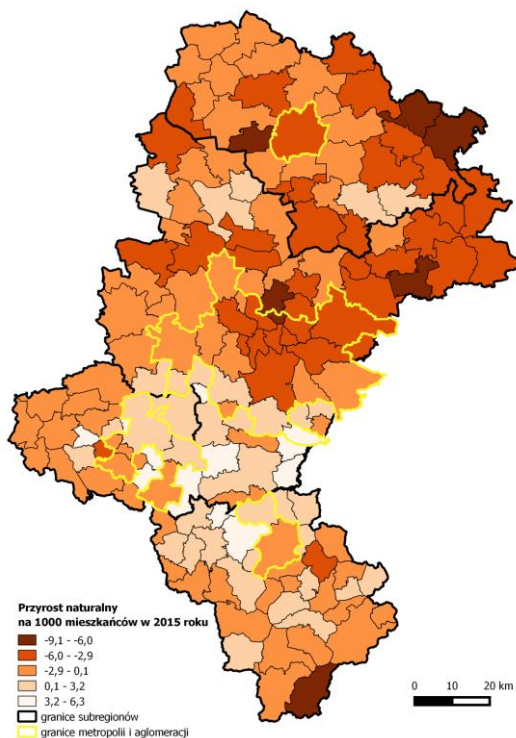 Przyrost naturalny
na 1000 mieszkańców w 2015 roku
-9,1 - -6,0
-6,0 - -2,9
-2,9 - 0,1
0,1 - 3,2
3,2 - 6,3
granice subregionów
granice metropolii i aglomeracji
0 10 20 km